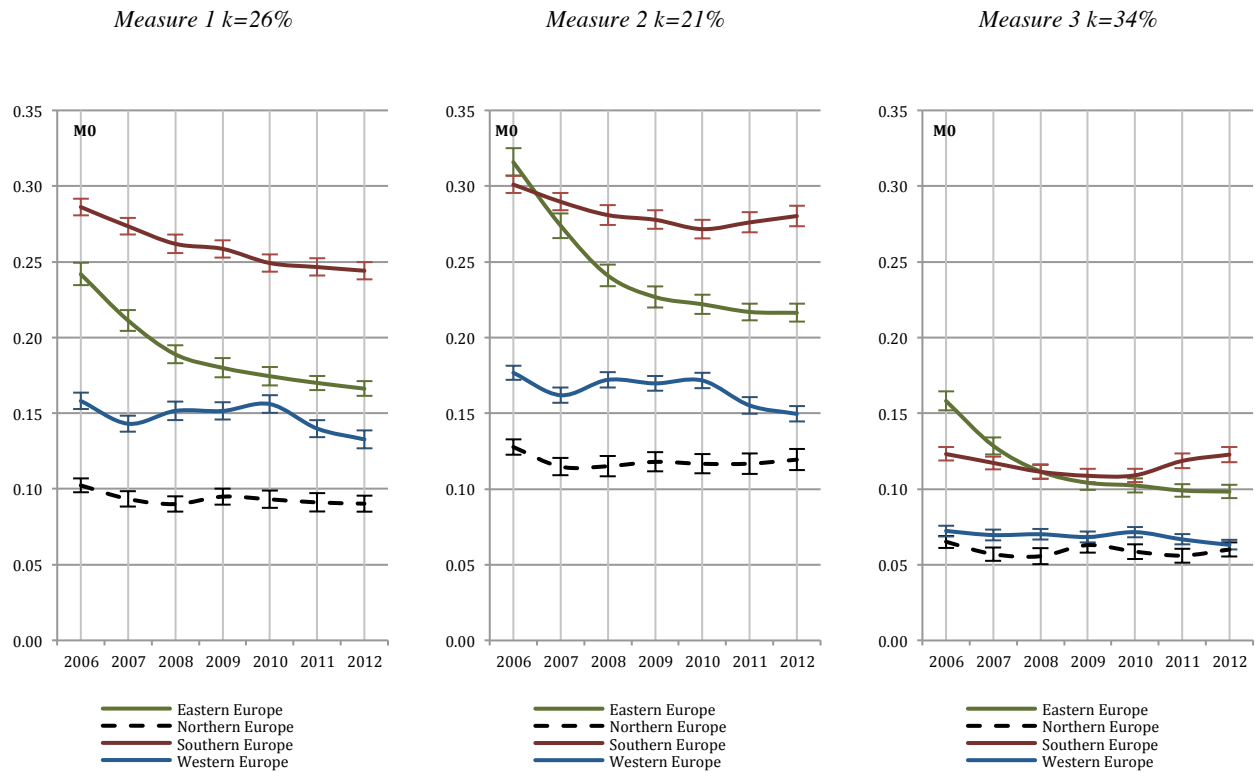 Measure 1 k=26%
Measure 2 k=21%
Measure 3 k=34%
0.35
M0
0.30
0.25
0.20
0.15
0.10
0.05
0.00
2006 2007 2008 2009 2010 2011 2012
Eastern Europe
Northern Europe
Southern Europe
Western Europe
0.35
M0
0.30
0.25
0.20
0.15
0.10
0.05
0.00
2006 2007 2008 2009 2010 2011 2012
Eastern Europe
Northern Europe
Southern Europe
Western Europe
0.35
M0
0.30
0.25
0.20
0.15
0.10
0.05
0.00
2006 2007 2008 2009 2010 2011 2012
Eastern Europe
Northern Europe
Southern Europe
Western Europe